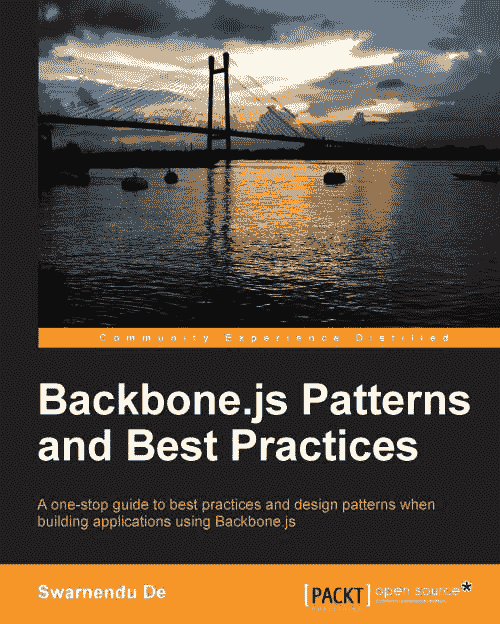 Community Experience Distilled
Backbone.js Patterns
and Best Practices
A one-stop guide to best practices and design patterns when
building applications using Backbone.js
Swarnendu De
[PACKT] open source*